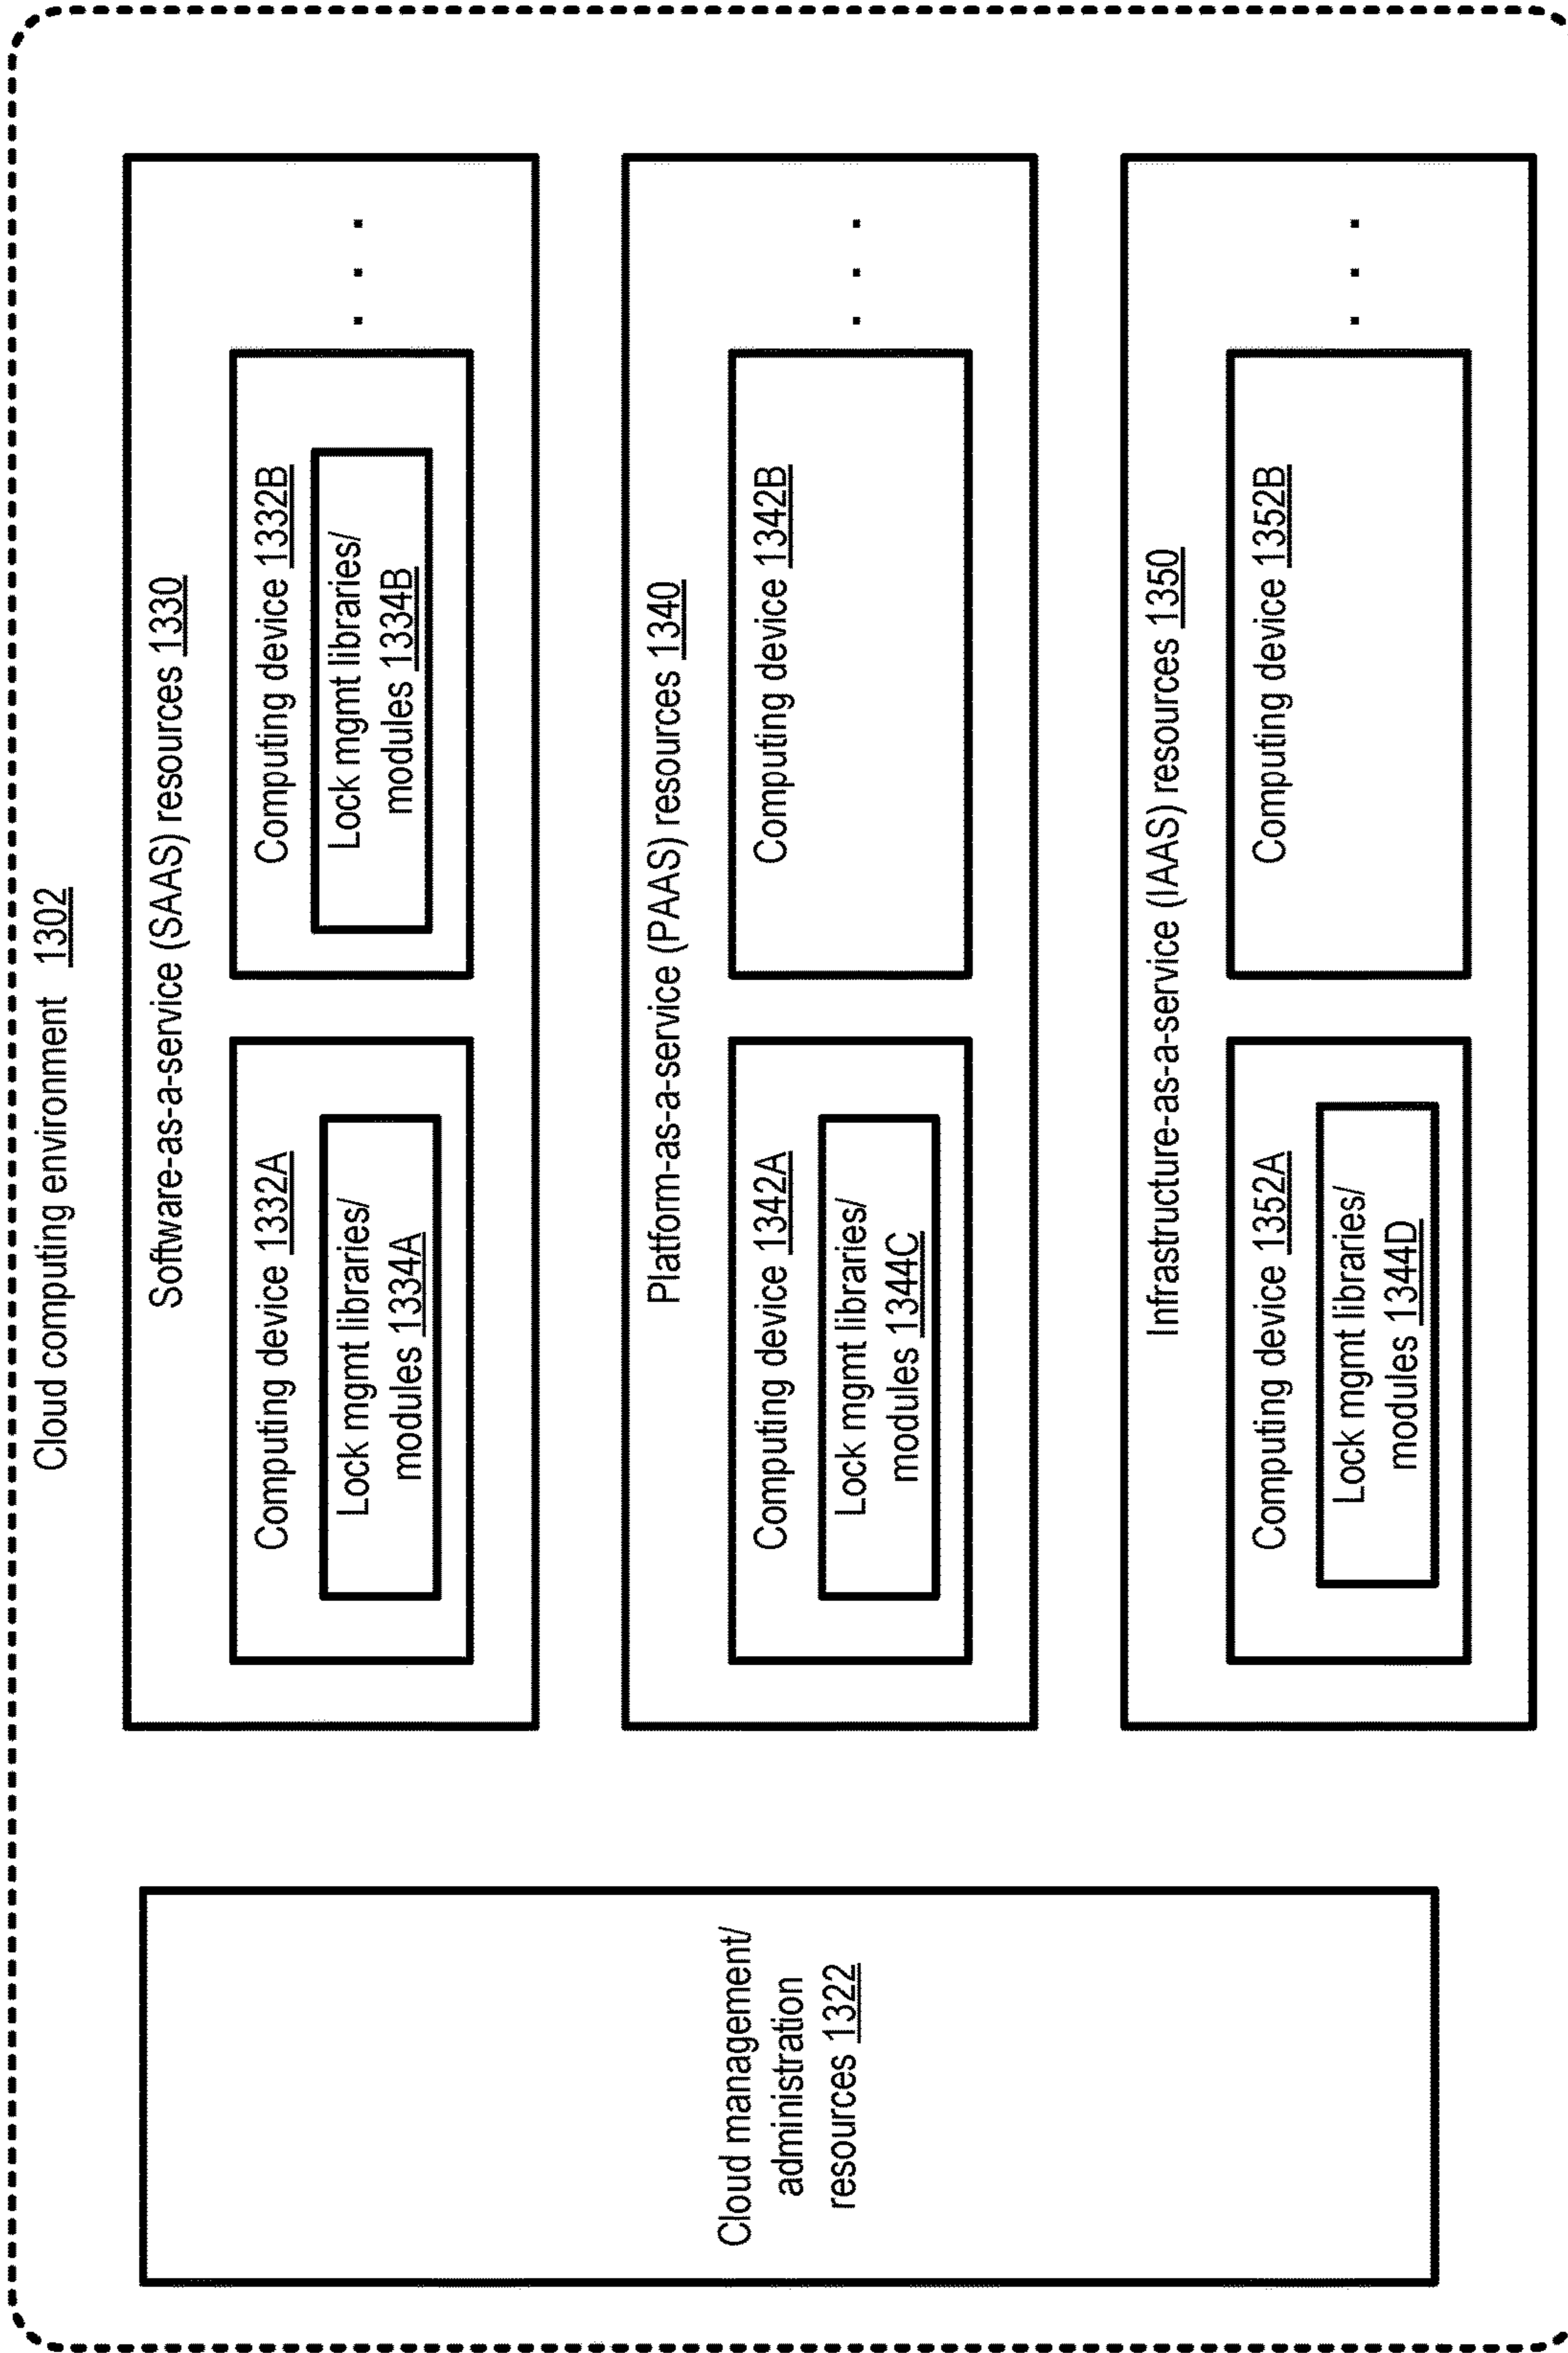 Cloud computing environment 1302
Cloud management/
administration
resources 1322
Software-as-a-service (SAAS) resources 1330
Computing device 1332A
Lock mgmt libraries/
modules 1334A
Computing device 1332B
Lock mgmt libraries/
modules 1334B
. . .
Platform-as-a-service (PAAS) resources 1340
Computing device 1342A
Lock mgmt libraries/
modules 1344C
Computing device 1342B
. . .
Infrastructure-as-a-service (IAAS) resources 1350
Computing device 1352A
Lock mgmt libraries/
modules 1344D
Computing device 1352B
. . .